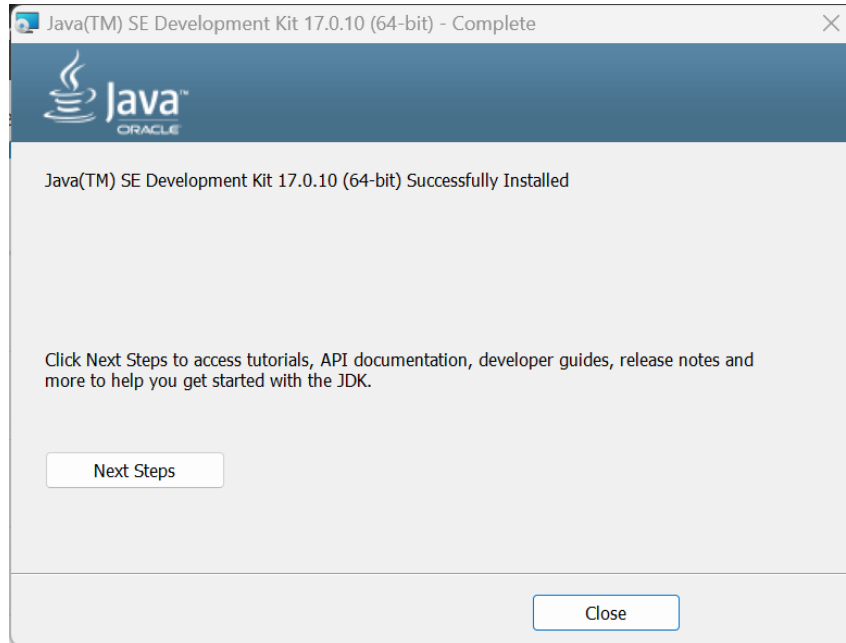 Java(TM) SE Development Kit 17.0.10 (64-bit) - Complete
Java™
ORACLE
Java(TM) SE Development Kit 17.0.10 (64-bit) Successfully Installed
Click Next Steps to access tutorials, API documentation, developer guides, release notes and
more to help you get started with the JDK.
Next Steps
Close